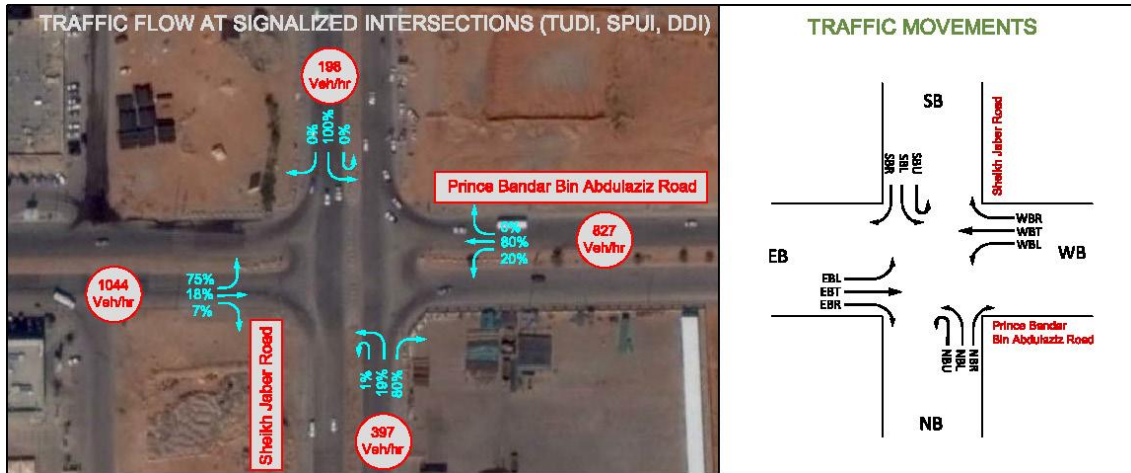 TRAFFIC FLOW AT SIGNALIZED INTERSECTIONS (TUDI, SPUI, DDI)
198
Veh/hr
0%
100%
0%
Prince Bandar Bin Abdulaziz Road
0%
80%
20%
827
Veh/hr
1044
Veh/hr
75%
18%
7%
Sheikh Jaber Road
1%
19%
80%
397
Veh/hr
TRAFFIC MOVEMENTS
SB
Sheikh Jaber Road
SBR
SBL
SBU
WBR
WBT
WBL
EB
WB
EBL
EBT
EBR
Prince Bandar
Bin Abdulaziz Road
NBU
NBL
NBR
NB